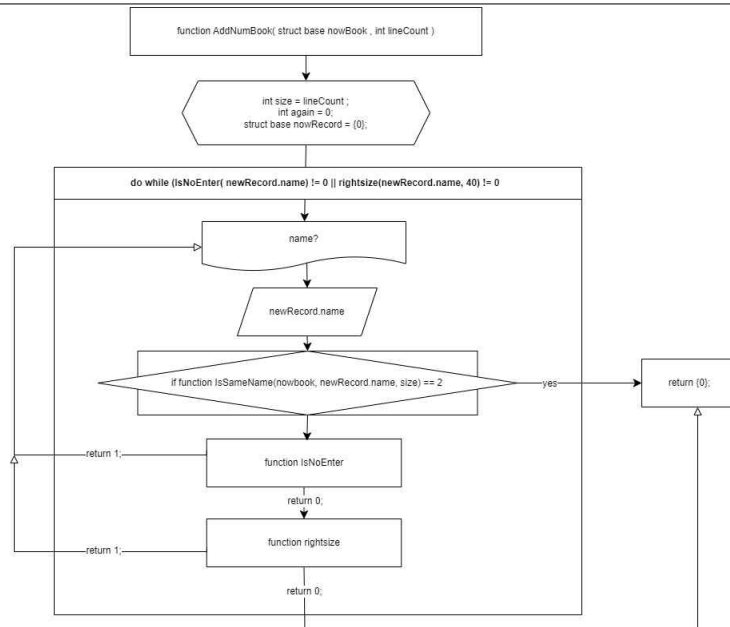 function AddNumBook( struct base nowBook , int lineCount )
int size = lineCount ;
int again = 0;
struct base nowRecord = {0};
do while (IsNoEnter( newRecord.name) != 0 || rightsize(newRecord.name, 40) != 0
name?
newRecord.name
if function IsSameName(nowbook, newRecord.name, size) == 2
yes
return {0};
return 1;
function IsNoEnter
return 0;
function rightsize
return 1;
return 0;